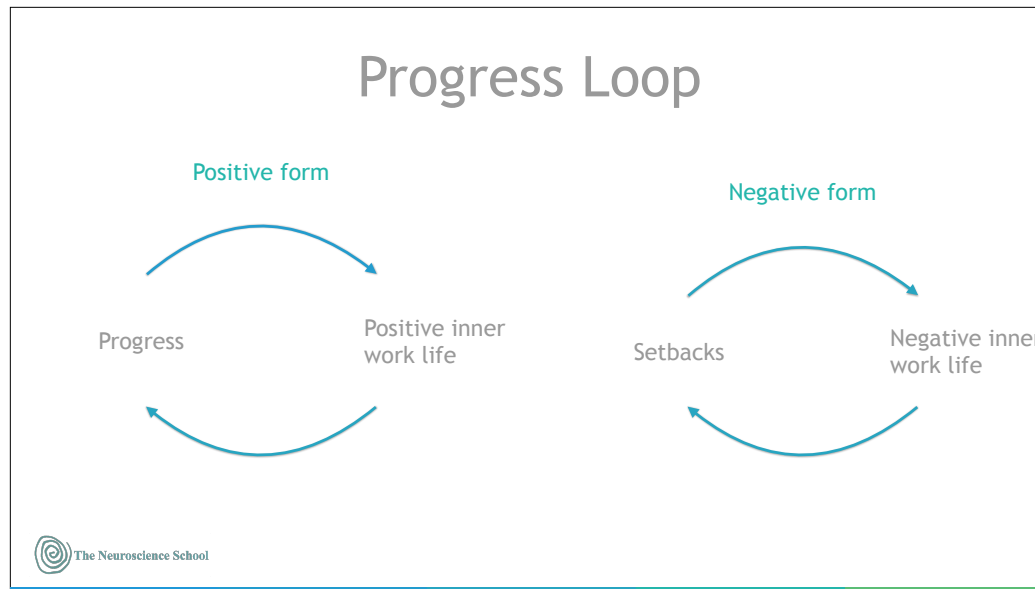 Progress Loop
Positive form
Progress
Positive inner
work life
Negative form
Setbacks
Negative inner
work life
The Neuroscience School